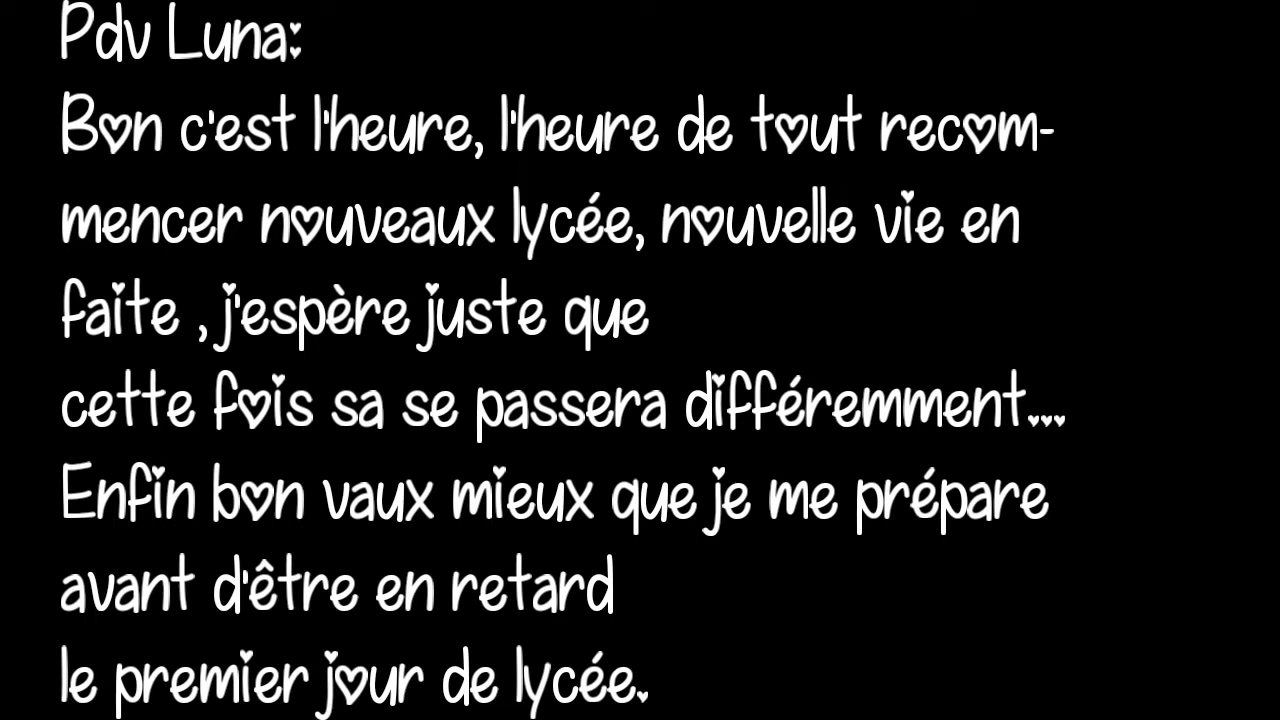 Pdv Luna:
Bon c'est l'heure, l'heure de tout recom-
mencer nouveaux lycée, nouvelle vie en
faite , j'espère juste que
cette fois sa se passera différemment...
Enfin bon vaux mieux que je me prépare
avant d'être en retard
le premier jour de lycée.